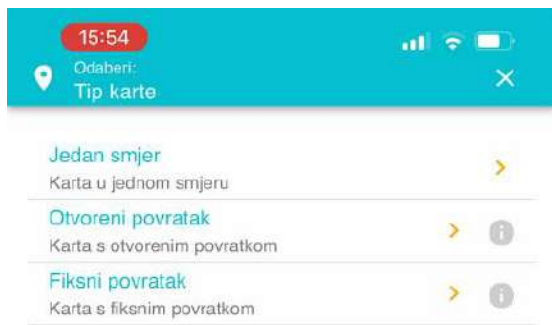 15:54
Odaberi:
Tip karte
Jedan smjer
Karta u jednom smjeru
Otvoreni povratak
Karta s otvorenim povratkom
Fiksni povratak
Karta s fiksnim povratkom